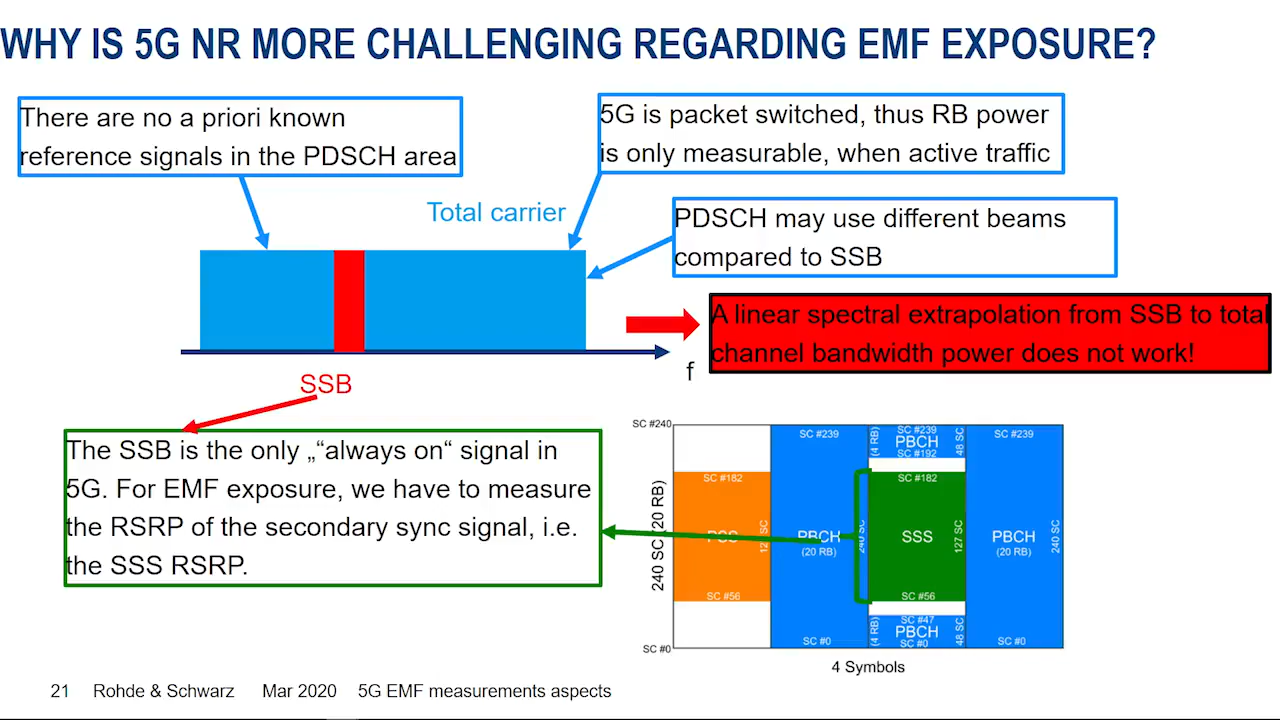 WHY IS 5G NR MORE CHALLENGING REGARDING EMF EXPOSURE?
There are no a priori known
reference signals in the PDSCH area
5G is packet switched, thus RB power
is only measurable, when active traffic
Total carrier
PDSCH may use different beams
compared to SSB
A linear spectral extrapolation from SSB to total
channel bandwidth power does not work!
f
SSB
The SSB is the only „“always on“ signal in
5G. For EMF exposure, we have to measure
the RSRP of the secondary sync signal, i.e.
the SSS RSRP.
SC #240
240 SC (20 RB)
SC #0
SC #182
SC #56
SC #239
PBCH
(20 RB)
240 SC
SC #0
SC #239
PBCH
SC #192
(4 RB)
48 SC
SC #182
SSS
127 SC
SC #56
SC #47
PBCH
SC #0
(4 RB)
48 SC
SC #239
PBCH
(20 RB)
240 SC
SC #0
4 Symbols
21 Rohde & Schwarz Mar 2020 5G EMF measurements aspects